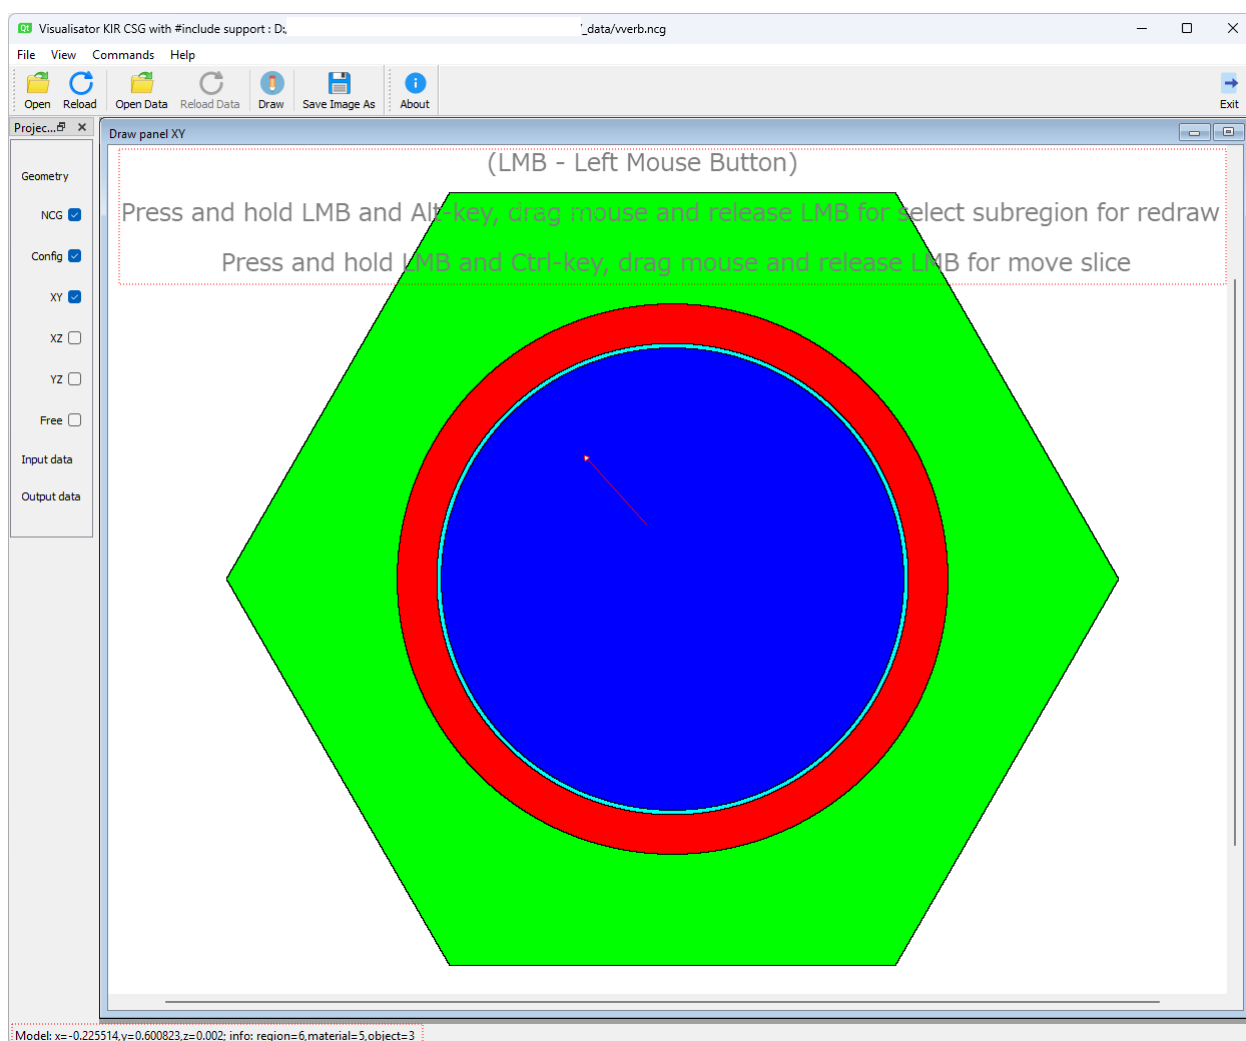 Visualisator KIR CSG with #include support : D:, /_data/vverb.ncg
File View Commands Help
Open Reload Open Data Reload Data Draw Save Image As About Exit
Projec...
Draw panel XY
Geometry
NCG
Config
XY
XZ
YZ
Free
Input data
Output data
(LMB - Left Mouse Button)
Press and hold LMB and Alt-key, drag mouse and release LMB for select subregion for redraw
Press and hold LMB and Ctrl-key, drag mouse and release LMB for move slice
Model: x=-0.225514,y=0.600823,z=0.002; info: region=6,material=5,object=3